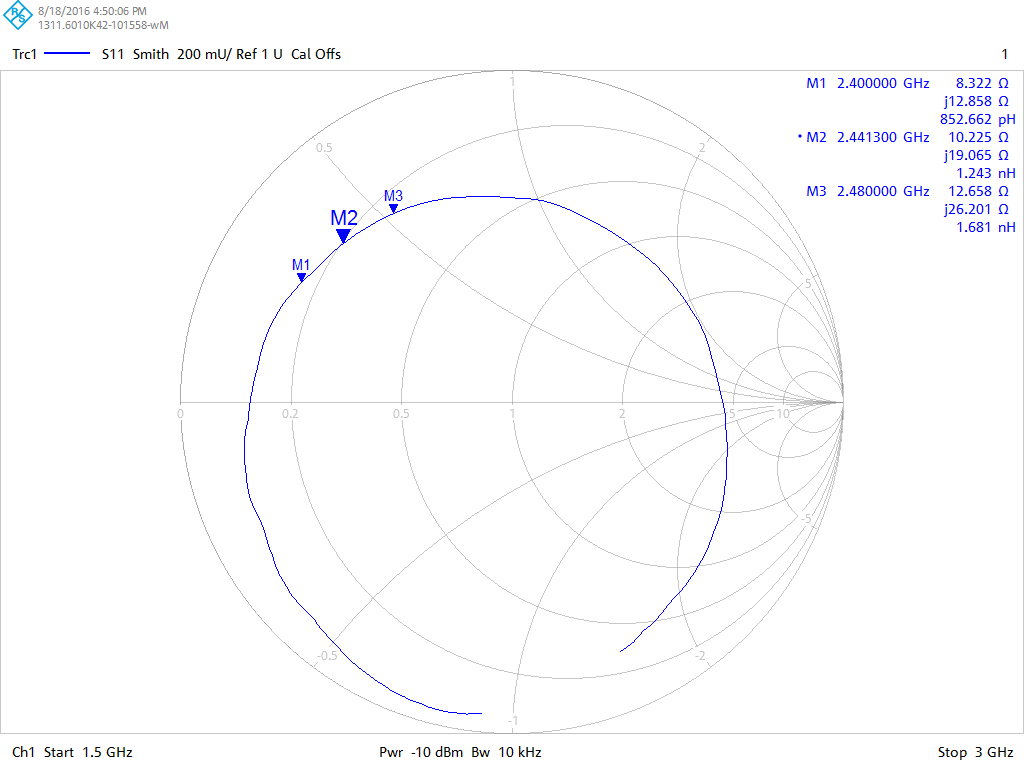 R&S
8/18/2016 4:50:06 PM
1311.6010K42-101558-wM
Trc1 S11 Smith 200 mU/ Ref 1 U Cal Offs 1
M1 2.400000 GHz 8.322 Ω
j12.858 Ω
852.662 pH
• M2 2.441300 GHz 10.225 Ω
j19.065 Ω
1.243 nH
M3 2.480000 GHz 12.658 Ω
j26.201 Ω
1.681 nH
1
0.5
2
M3
M2
M1
5
0 0.2 0.5 1 2 5 10
-5
-0.5
-2
-1
Ch1 Start 1.5 GHz Pwr -10 dBm Bw 10 kHz Stop 3 GHz